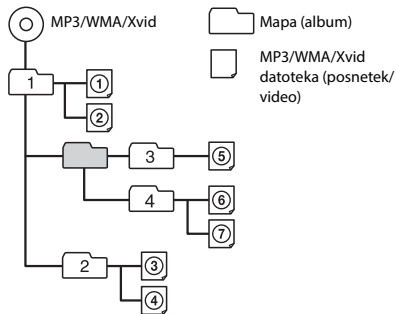 MP3/WMA/Xvid
Mapa (album)
MP3/WMA/Xvid
datoteka (posnetek/
video)
1
①
②
3
⑤
4
⑥
⑦
2
③
④